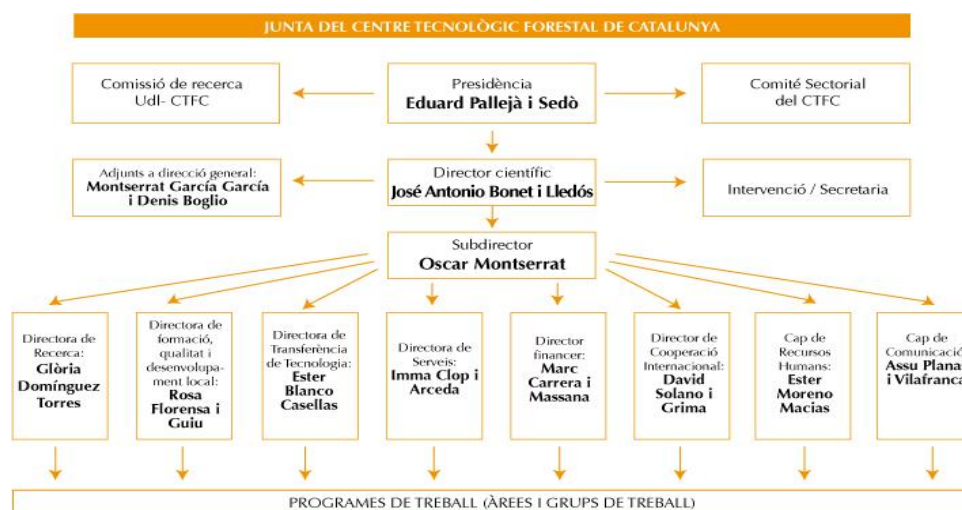 JUNTA DEL CENTRE TECNOLÒGIC FORESTAL DE CATALUNYA
Comissió de recerca
Udl- CTFC
Presidència
Eduard Pallejà i Sedò
Comité Sectorial
del CTFC
Adjunts a direcció general:
Montserrat García García
i Denis Boglio
Director científic
José Antonio Bonet i Lledós
Intervenció / Secretaria
Subdirector
Oscar Montserrat
Directora de
Recerca:
Glòria
Domínguez
Torres
Directora de
formació,
qualitat i
desenvolupa-
ment local:
Rosa
Florensa i
Guiu
Directora de
Transferència
de Tecnologia:
Ester
Blanco
Casellas
Directora de
Serveis:
Imma Clop i
Arceda
Director
financer:
Marc
Carrera i
Massana
Director de
Cooperació
Internacional:
David
Solano i
Grima
Cap de
Recursos
Humans:
Ester
Moreno
Macias
Cap de
Comunicació:
Assu Planas
i Vilafranca
PROGRAMES DE TREBALL (ÀREES I GRUPS DE TREBALL)